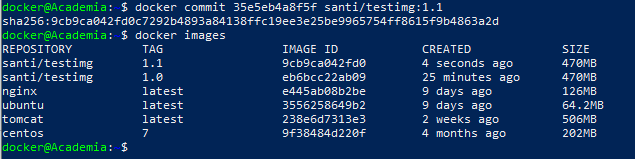 docker@Academia: $ docker commit 35e5eb4a8f5f santi/testimg:1.1
sha256:9cb9ca042fd0c7292b4893a84138ffc19ee3e25be9965754ff8615f9b4863a2d
docker@Academia: $ docker images
REPOSITORY TAG IMAGE ID CREATED SIZE
santi/testimg 1.1 9cb9ca042fd0 4 seconds ago 470MB
santi/testimg 1.0 eb6bcc22ab09 25 minutes ago 470MB
nginx latest e445ab08b2be 9 days ago 126MB
ubuntu latest 3556258649b2 9 days ago 64.2MB
tomcat latest 238e6d7313e3 2 weeks ago 506MB
centos 7 9f38484d220f 4 months ago 202MB
docker@Academia: $